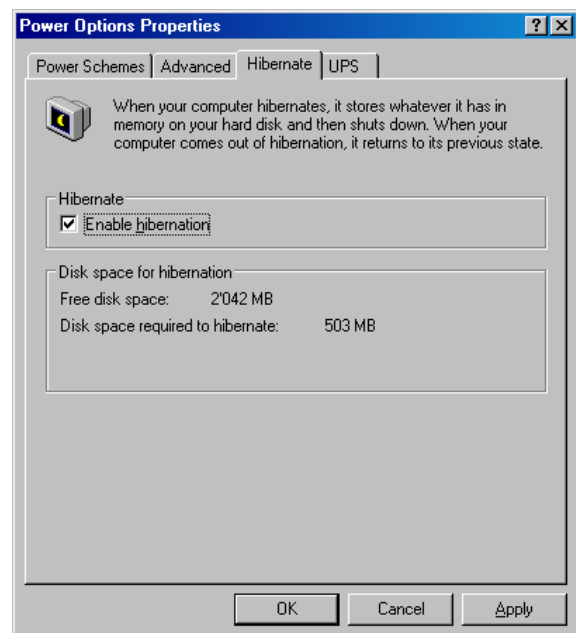 Power Options Properties
Power Schemes Advanced Hibernate UPS
When your computer hibernates, it stores whatever it has in
memory on your hard disk and then shuts down. When your
computer comes out of hibernation, it returns to its previous state.
Hibernate
Enable hibernation
Disk space for hibernation
Free disk space: 2'042 MB
Disk space required to hibernate: 503 MB
OK Cancel Apply